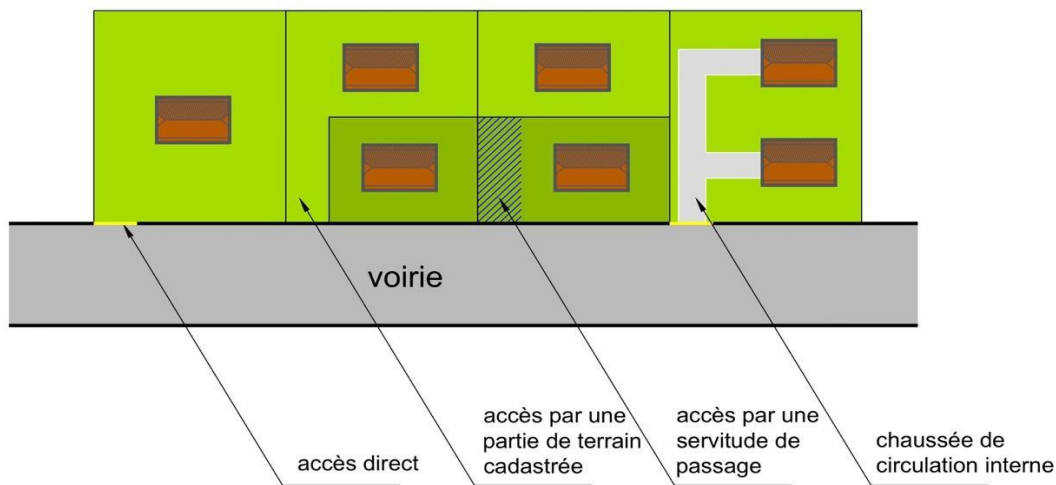 voirie
accès direct
accès par une
partie de terrain
cadastrée
accès par une
servitude de
passage
chaussée de
circulation interne